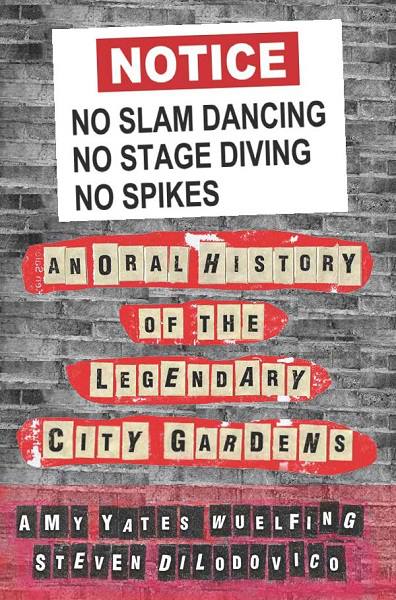 NOTICE
NO SLAM DANCING
NO STAGE DIVING
NO SPIKES
AN ORAL HISTORY
OF THE
LEGENDARY
CITY GARDENS
AMY YATES WUELFING
STEVEN DILODOVICO